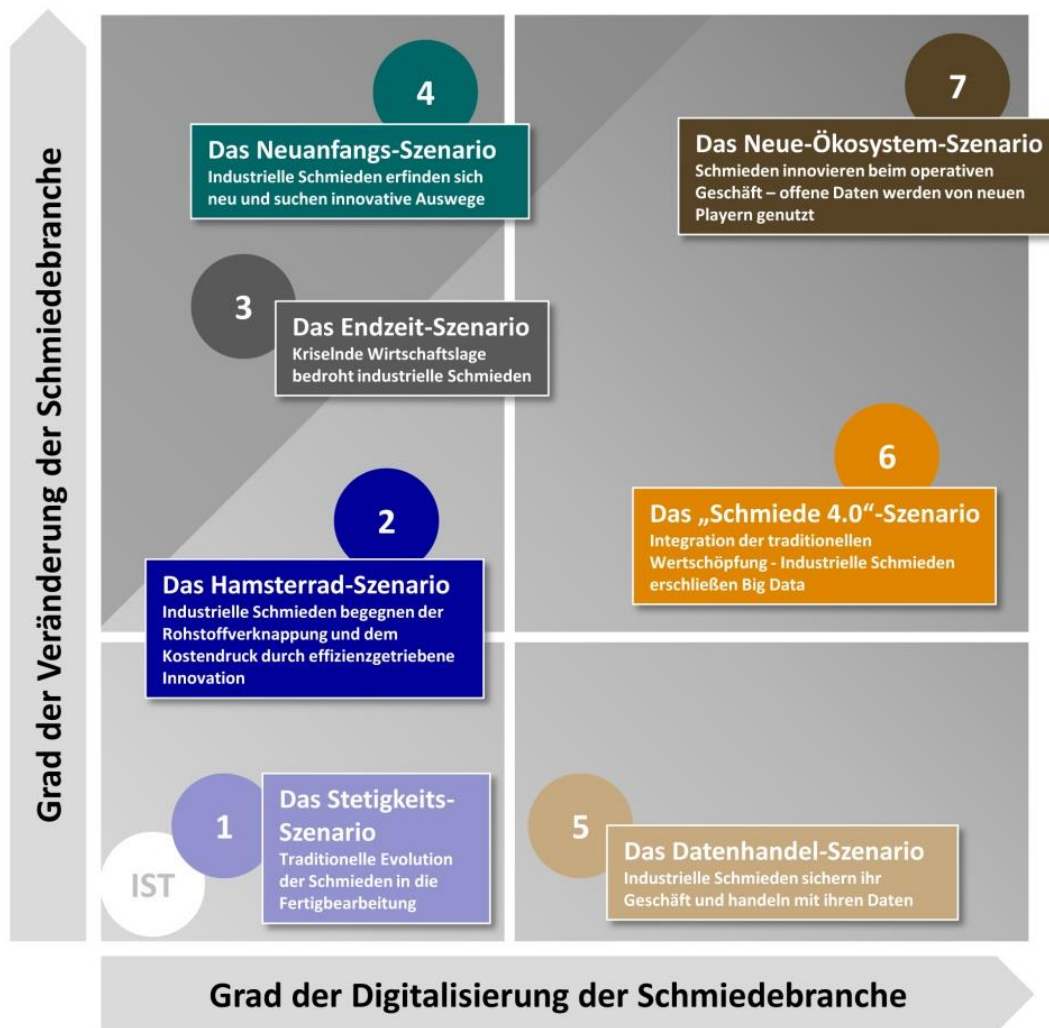 Grad der Veränderung der Schmiedebranche
4
Das Neuanfangs-Szenario
Industrielle Schmieden erfinden sich
neu und suchen innovative Auswege
7
Das Neue-Ökosystem-Szenario
Schmieden innovieren beim operativen
Geschäft – offene Daten werden von neuen
Playern genutzt
3
Das Endzeit-Szenario
Kriselnde Wirtschaftslage
bedroht industrielle Schmieden
2
Das Hamsterrad-Szenario
Industrielle Schmieden begegnen der
Rohstoffverknappung und dem
Kostendruck durch effizienzgetriebene
Innovation
6
Das „Schmiede 4.0“-Szenario
Integration der traditionellen
Wertschöpfung - Industrielle Schmieden
erschließen Big Data
IST
1
Das Stetigkeits-
Szenario
Traditionelle Evolution
der Schmieden in die
Fertigbearbeitung
5
Das Datenhandel-Szenario
Industrielle Schmieden sichern ihr
Geschäft und handeln mit ihren Daten
Grad der Digitalisierung der Schmiedebranche